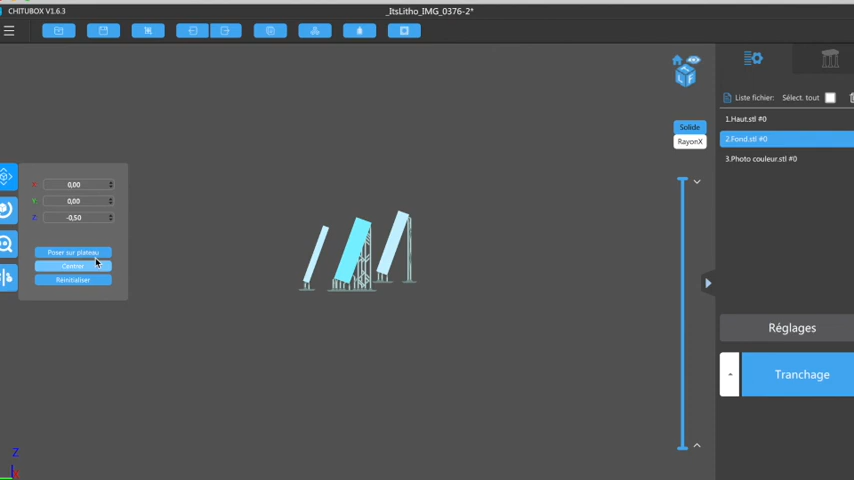 CHITUBOX V1.6.3
_ItsLitho_IMG_0376-2*
L F
Solide
RayonX
X: 0,00
Y: 0,00
Z: -0,50
Poser sur plateau
Centrer
Réinitialiser
Z
Liste fichier: Sélect. tout
1.Haut.stl #0
2.Fond.stl #0
3.Photo couleur.stl #0
Réglages
Tranchage